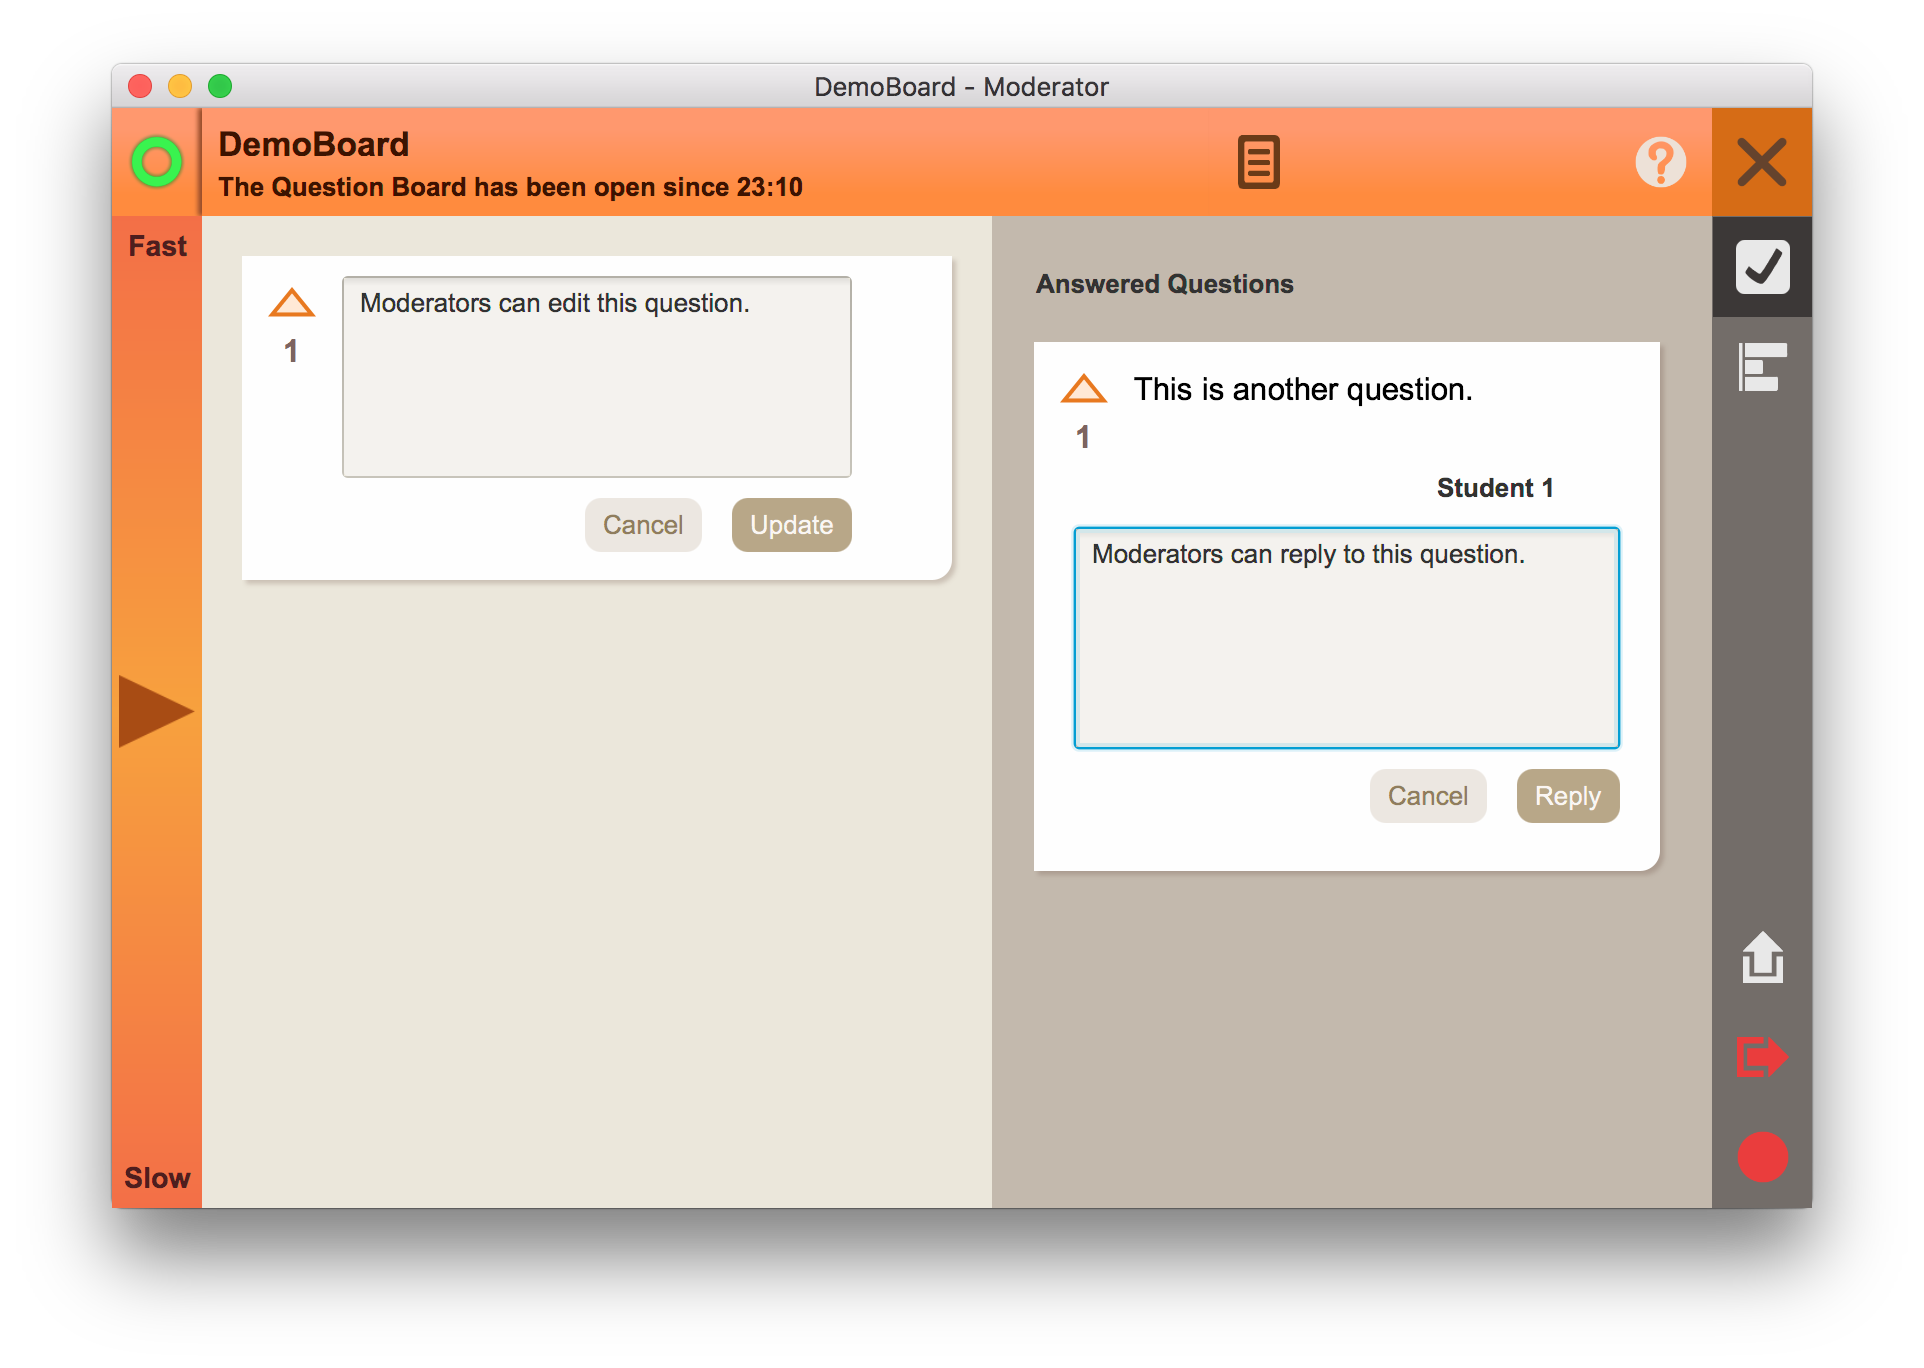 DemoBoard - Moderator
DemoBoard
The Question Board has been open since 23:10
?
Fast
Moderators can edit this question.
1
Cancel
Update
Slow
Answered Questions
This is another question.
1
Student 1
Moderators can reply to this question.
Cancel
Reply